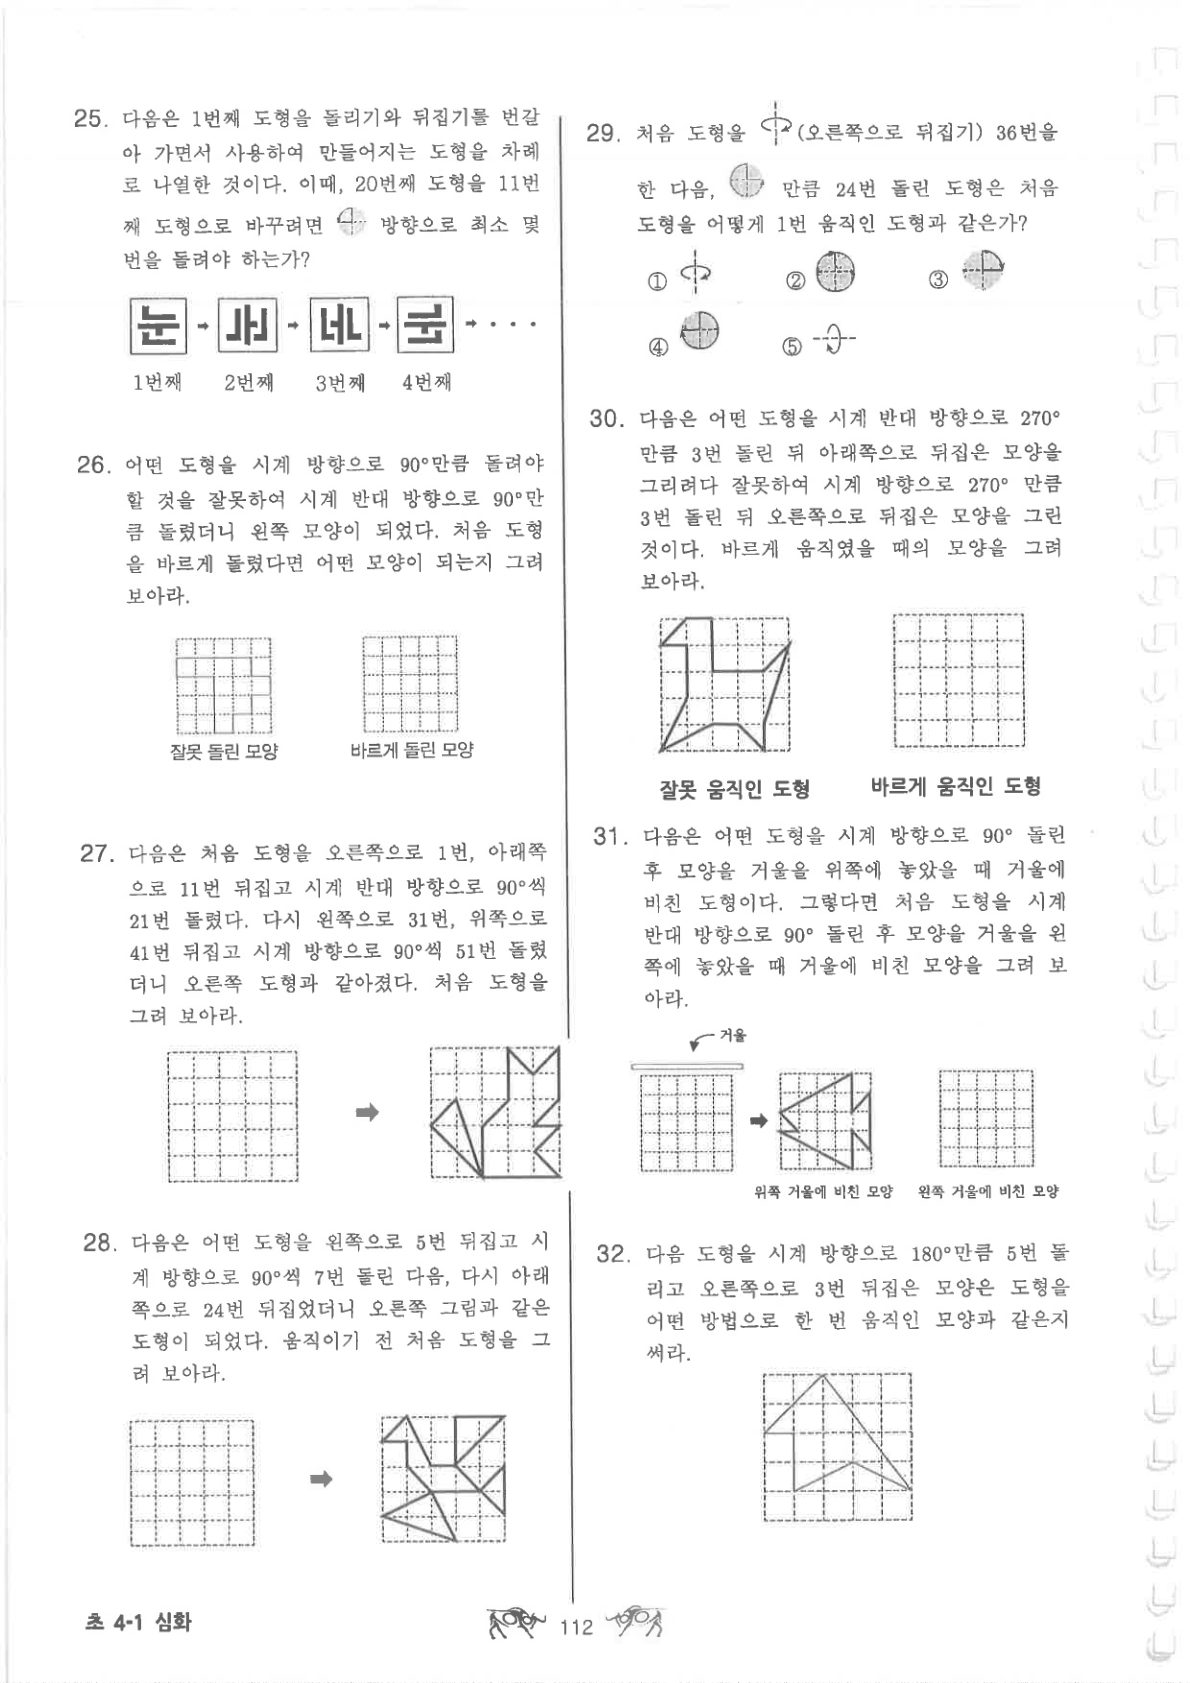 25. 다음은 1번째 도형을 돌리기와 뒤집기를 번갈
아 가면서 사용하여 만들어지는 도형을 차례
로 나열한 것이다. 이때, 20번째 도형을 11번
째 도형으로 바꾸려면 방향으로 최소 몇
번을 돌려야 하는가?
1번째 2번째 3번째 4번째
26. 어떤 도형을 시계 방향으로 90°만큼 돌려야
할 것을 잘못하여 시계 반대 방향으로 90°만
큼 돌렸더니 왼쪽 모양이 되었다. 처음 도형
을 바르게 돌렸다면 어떤 모양이 되는지 그려
보아라.
잘못 돌린 모양 바르게 돌린 모양
27. 다음은 처음 도형을 오른쪽으로 1번, 아래쪽
으로 11번 뒤집고 시계 반대 방향으로 90°씩
21번 돌렸다. 다시 왼쪽으로 31번, 위쪽으로
41번 뒤집고 시계 방향으로 90°씩 51번 돌렸
더니 오른쪽 도형과 같아졌다. 처음 도형을
그려 보아라.
28. 다음은 어떤 도형을 왼쪽으로 5번 뒤집고 시
계 방향으로 90°씩 7번 돌린 다음, 다시 아래
쪽으로 24번 뒤집었더니 오른쪽 그림과 같은
도형이 되었다. 움직이기 전 처음 도형을 그
려 보아라.
29. 처음 도형을 (오른쪽으로 뒤집기) 36번을
한 다음, 만큼 24번 돌린 도형은 처음
도형을 어떻게 1번 움직인 도형과 같은가?
① ② ③
④ ⑤
30. 다음은 어떤 도형을 시계 반대 방향으로 270°
만큼 3번 돌린 뒤 아래쪽으로 뒤집은 모양을
그리려다 잘못하여 시계 방향으로 270° 만큼
3번 돌린 뒤 오른쪽으로 뒤집은 모양을 그린
것이다. 바르게 움직였을 때의 모양을 그려
보아라.
잘못 움직인 도형 바르게 움직인 도형
31. 다음은 어떤 도형을 시계 방향으로 90° 돌린
후 모양을 거울을 위쪽에 놓았을 때 거울에
비친 도형이다. 그렇다면 처음 도형을 시계
반대 방향으로 90° 돌린 후 모양을 거울을 왼
쪽에 놓았을 때 거울에 비친 모양을 그려 보
아라.
거울
위쪽 거울에 비친 모양 왼쪽 거울에 비친 모양
32. 다음 도형을 시계 방향으로 180°만큼 5번 돌
리고 오른쪽으로 3번 뒤집은 모양은 도형을
어떤 방법으로 한 번 움직인 모양과 같은지
써라.
초 4-1 심화
112